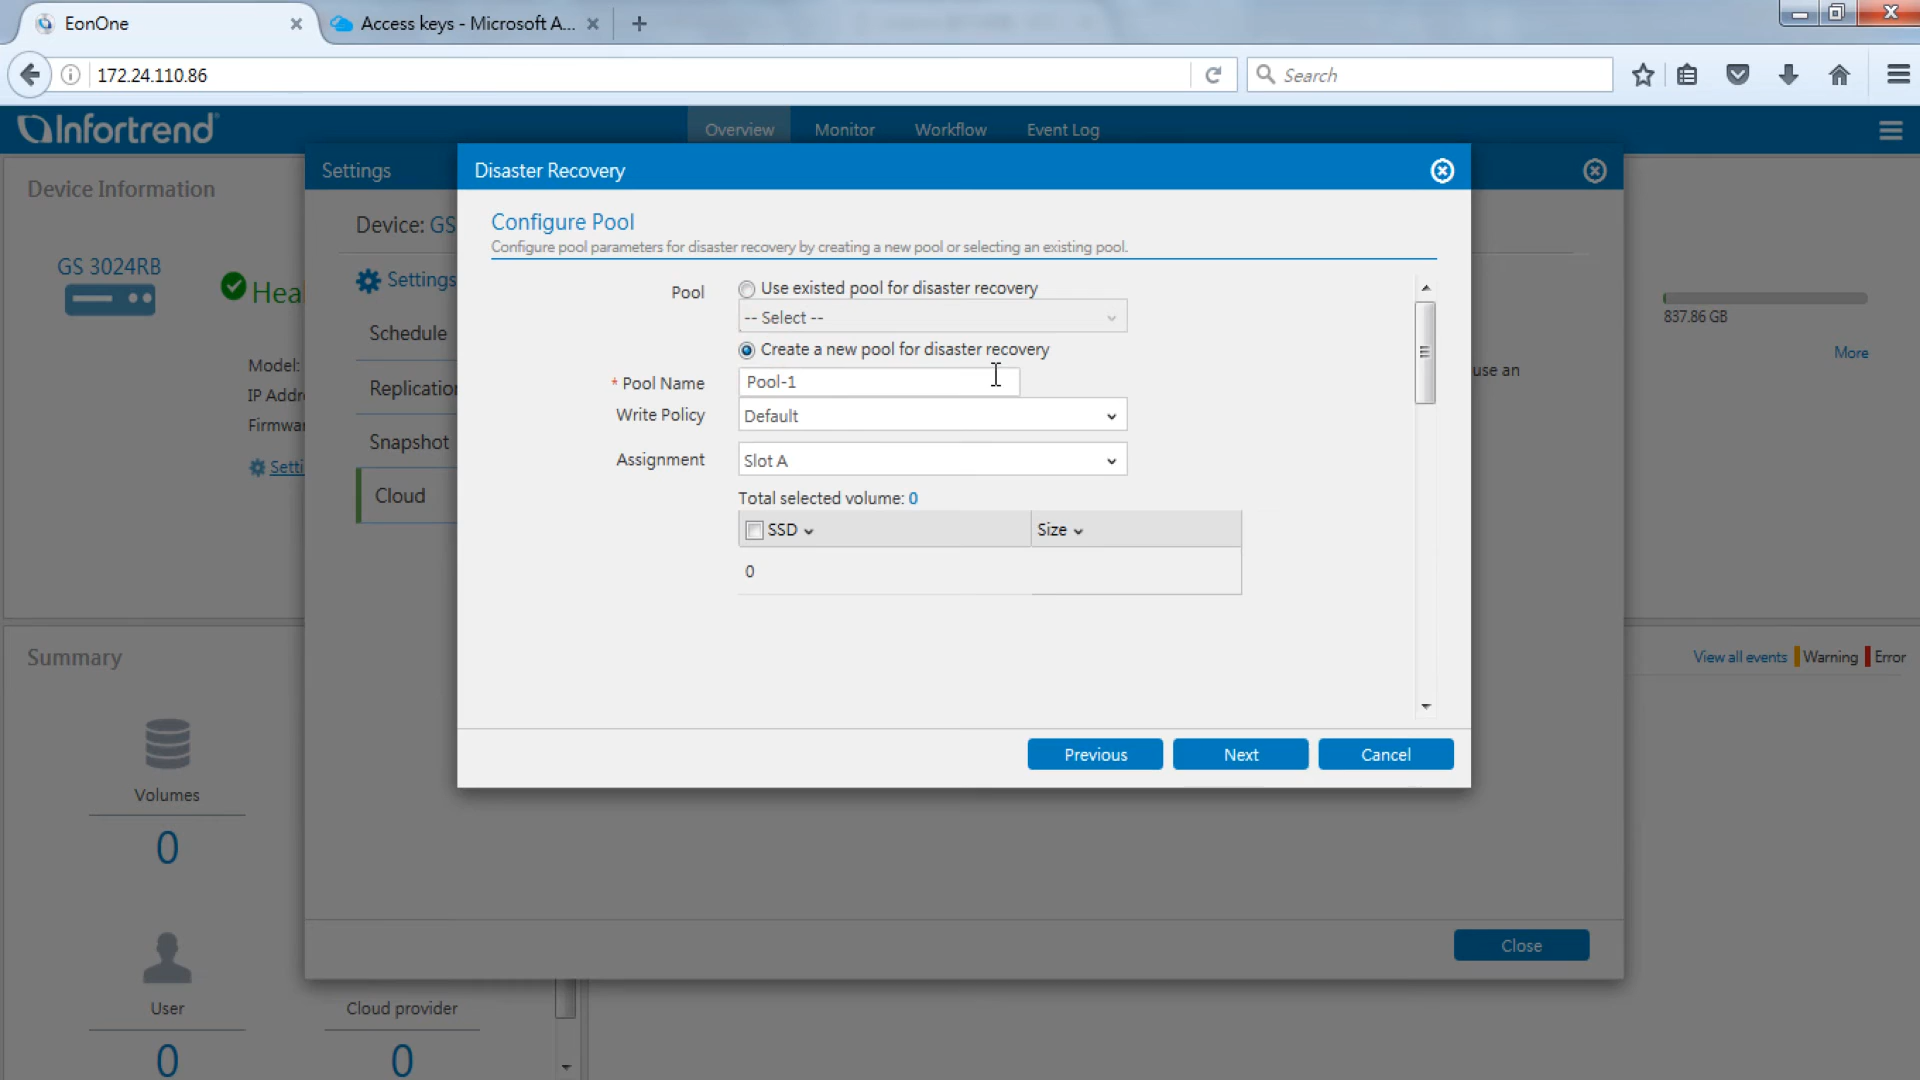 EonOne
Access keys - Microsoft A...
172.24.110.86
Search
Infortrend
Overview
Monitor
Workflow
Event Log
Device Information
GS 3024RB
Hea
Model:
IP Addr
Firmwar
Setti
837.86 GB
More
Summary
View all events
Warning
Error
Volumes
0
User
0
Cloud provider
0
Settings
Device: GS
Settings
Schedule
Replication
Snapshot
Cloud
use an
Close
Disaster Recovery
Configure Pool
Configure pool parameters for disaster recovery by creating a new pool or selecting an existing pool.
Pool
Use existed pool for disaster recovery
-- Select --
Create a new pool for disaster recovery
* Pool Name
Pool-1
Write Policy
Default
Assignment
Slot A
Total selected volume: 0
SSD
Size
0
Previous
Next
Cancel